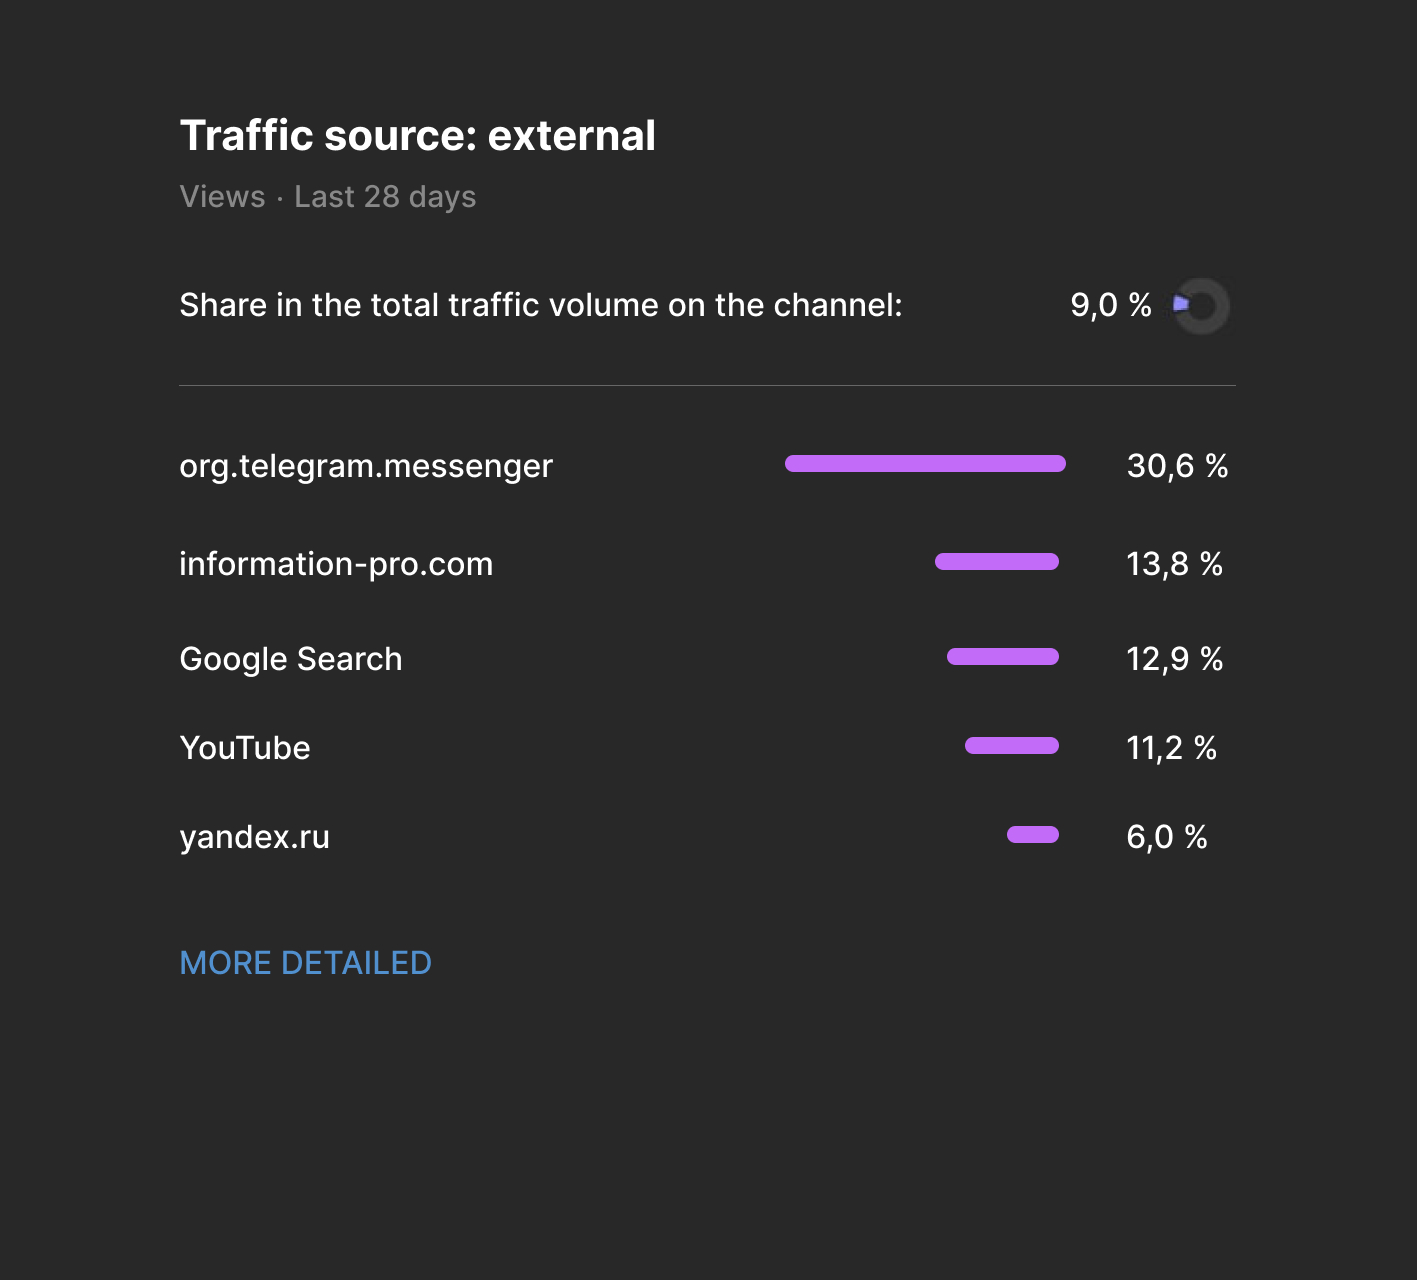 Traffic source: external
Views · Last 28 days
Share in the total traffic volume on the channel: 9,0 %
org.telegram.messenger 30,6 %
information-pro.com 13,8 %
Google Search 12,9 %
YouTube 11,2 %
yandex.ru 6,0 %
MORE DETAILED